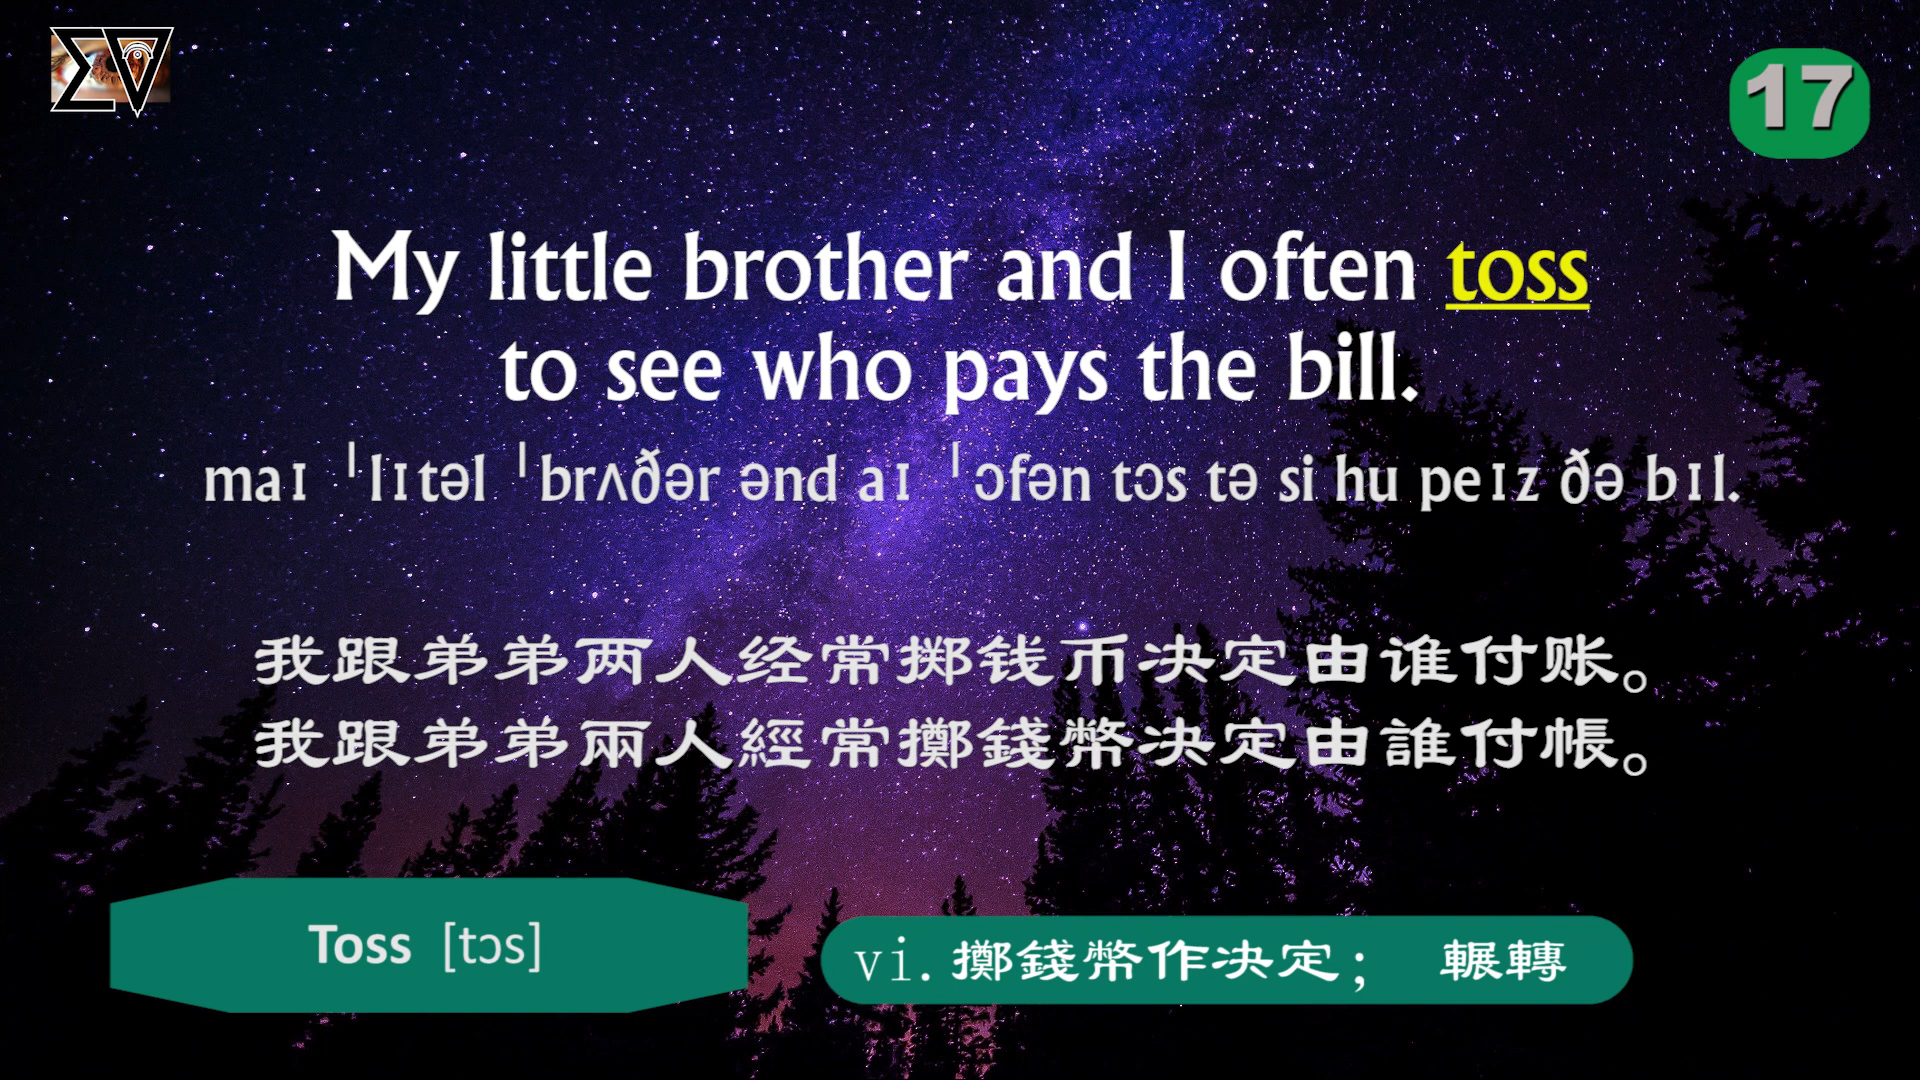 ΣV
17
My little brother and I often toss
to see who pays the bill.
maɪ ˈlɪtəl ˈbrʌðər ənd aɪ ˈɔfən tɔs tə si hu peɪz ðə bɪl.
我跟弟弟两人经常掷钱币决定由谁付账。
我跟弟弟兩人經常擲錢幣決定由誰付帳。
Toss [tɔs]
vi.擲錢幣作決定； 輾轉